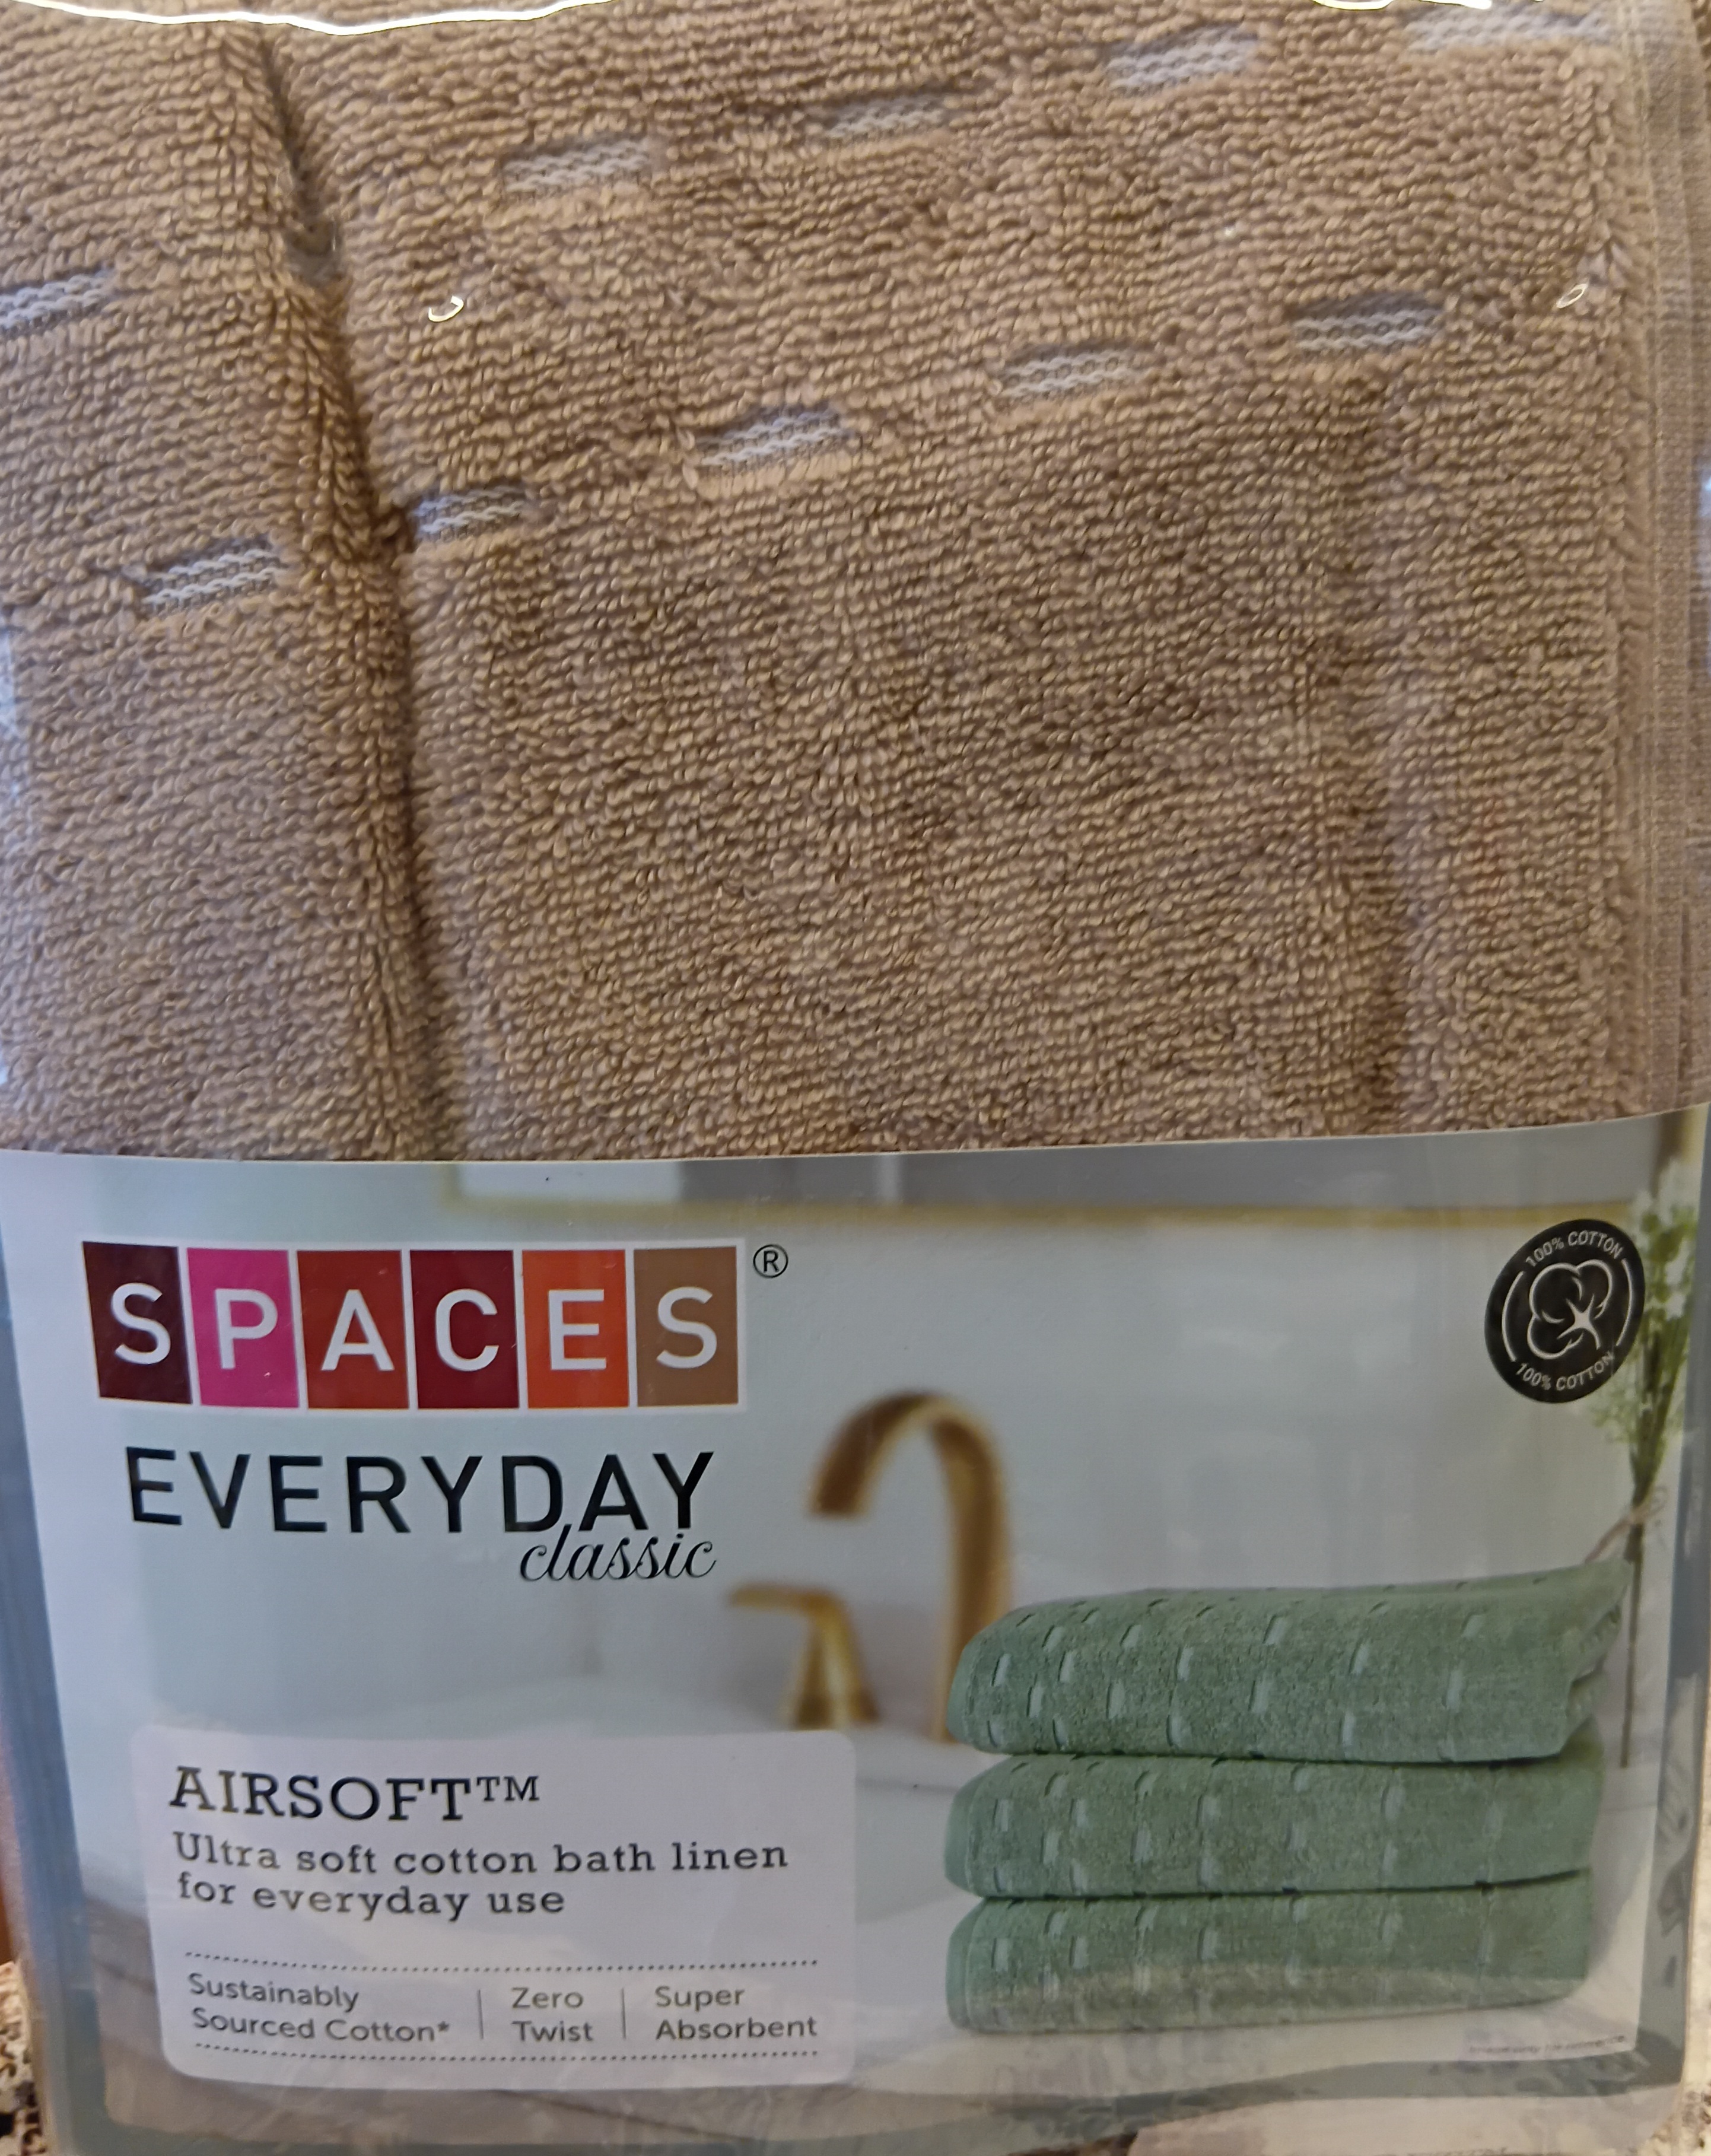 SPACES®
100% COTTON
100% COTTON
EVERYDAY
classic
AIRSOFT™
Ultra soft cotton bath linen
for everyday use
Sustainably
Sourced Cotton*
Zero
Twist
Super
Absorbent